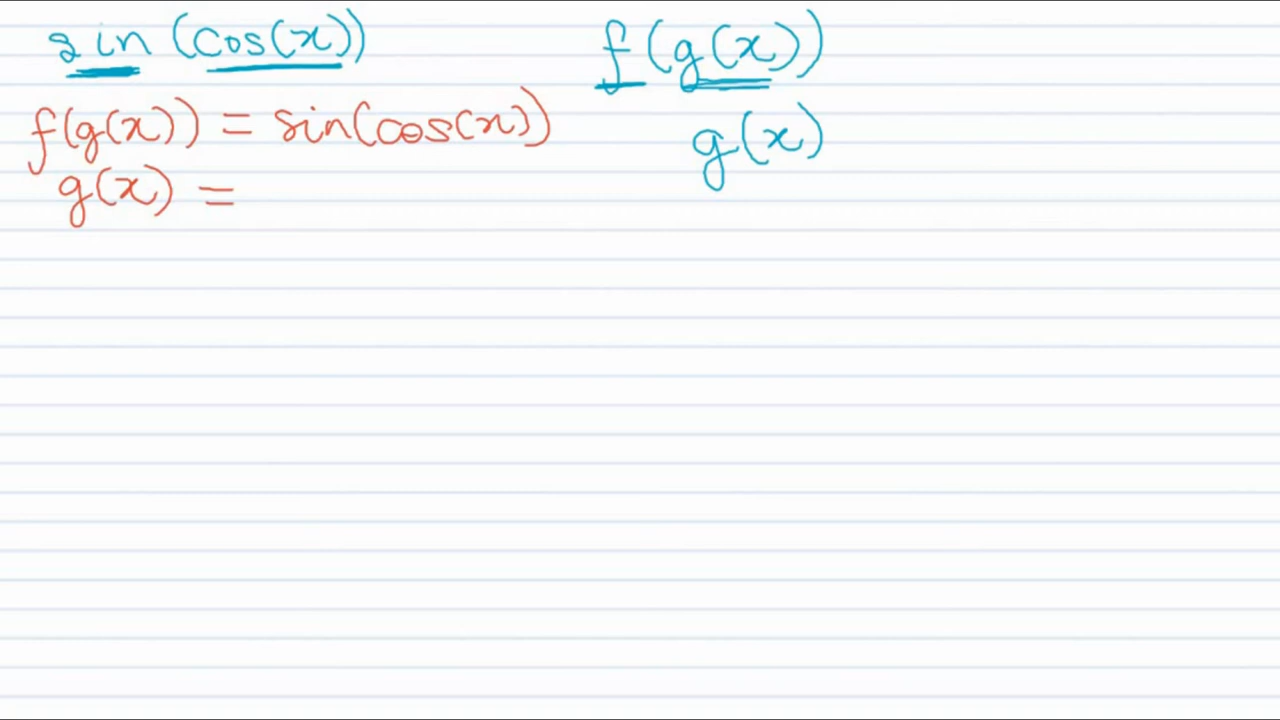 sin (cos(x))
f(g(x))
f(g(x)) = sin(cos(x))
g(x)
g(x) =